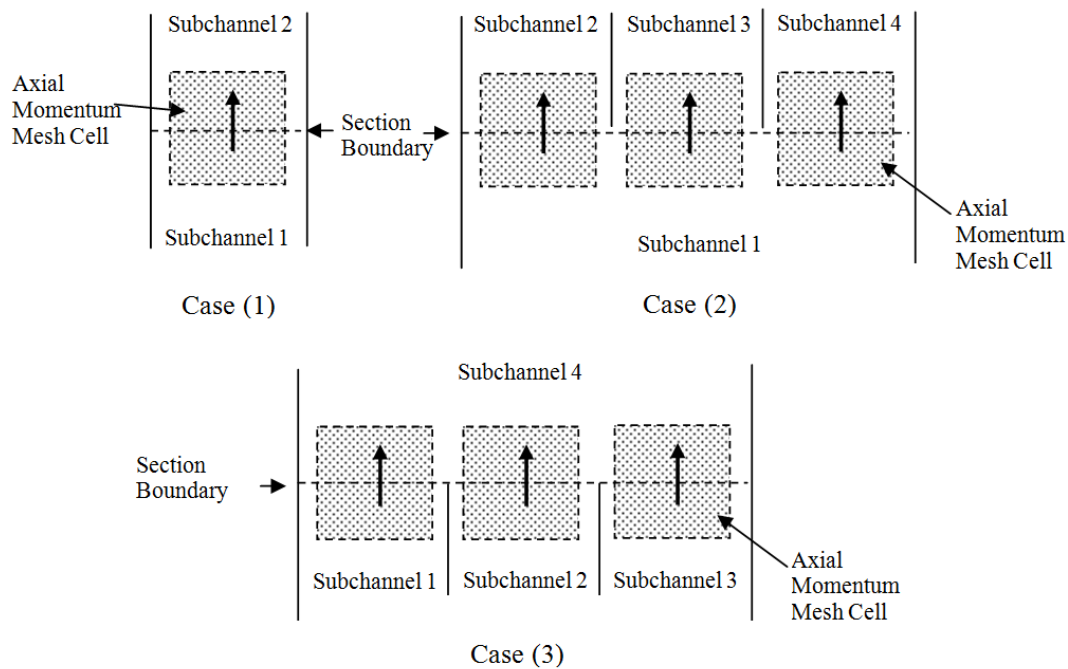 Subchannel 2
Axial
Momentum
Mesh Cell
Section
Boundary
Subchannel 1
Case (1)
Subchannel 2
Subchannel 3
Subchannel 4
Subchannel 1
Axial
Momentum
Mesh Cell
Case (2)
Subchannel 4
Section
Boundary
Subchannel 1
Subchannel 2
Subchannel 3
Axial
Momentum
Mesh Cell
Case (3)